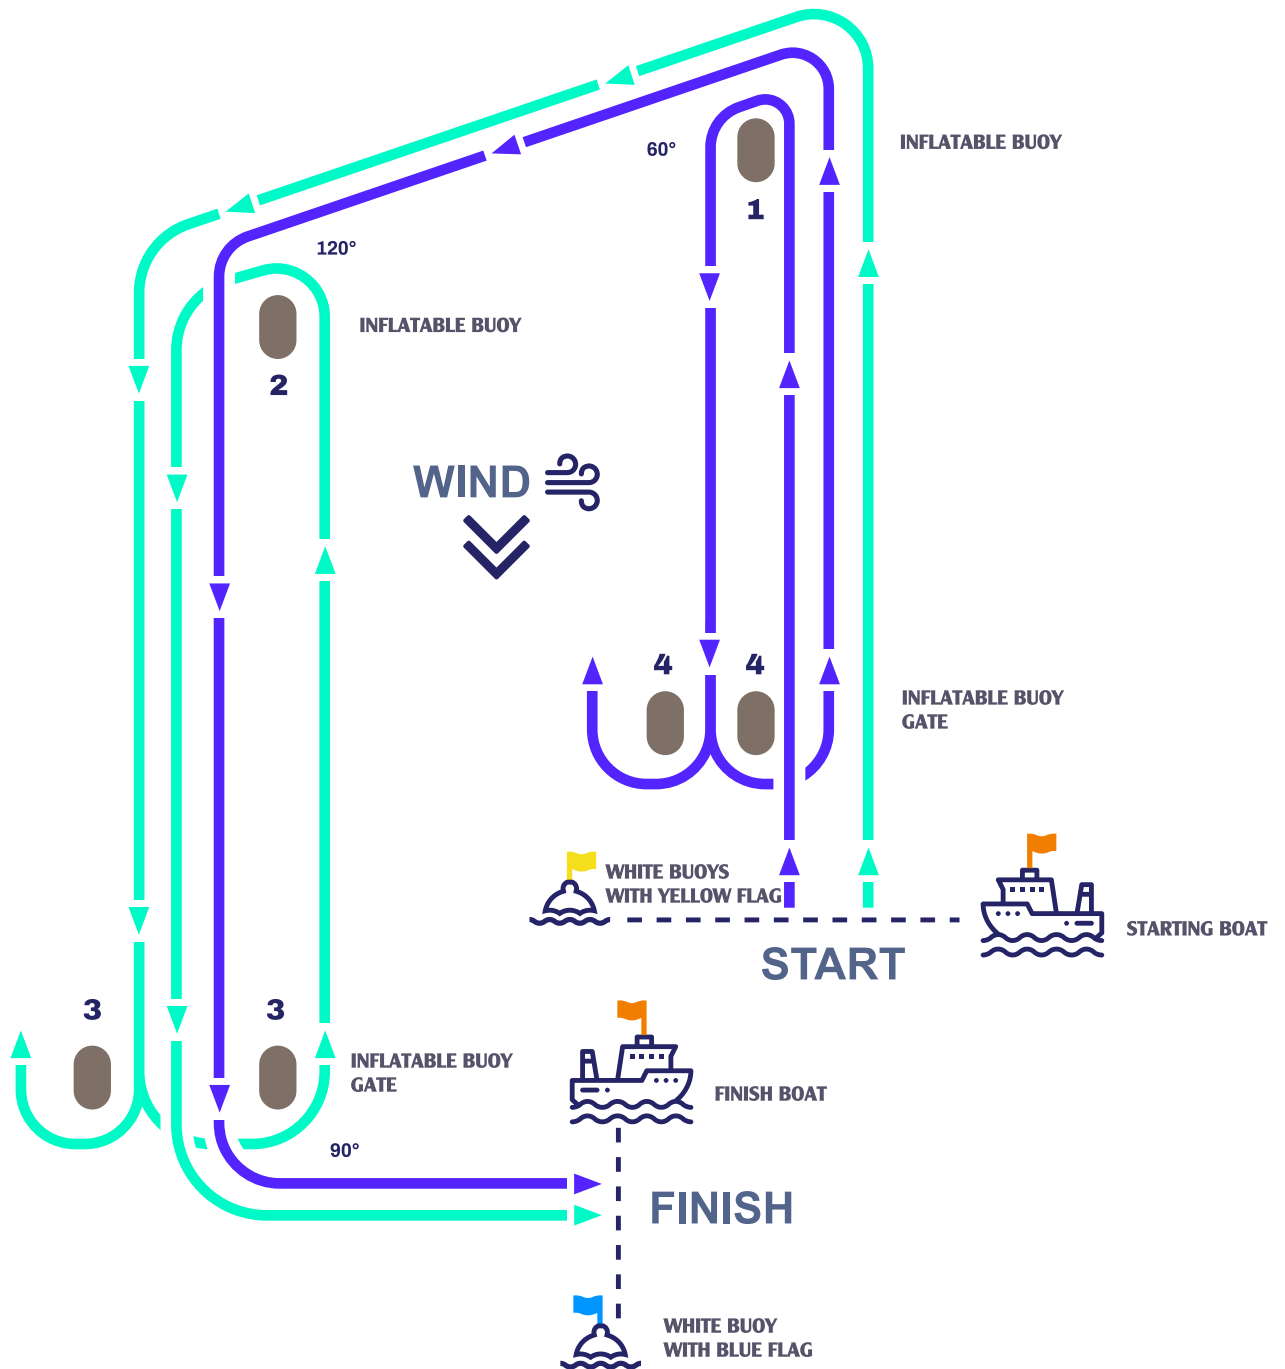 INFLATABLE BUOY
60°
1
120°
INFLATABLE BUOY
2
WIND
4
4
INFLATABLE BUOY
GATE
WHITE BUOYS
WITH YELLOW FLAG
STARTING BOAT
START
3
3
INFLATABLE BUOY
GATE
FINISH BOAT
90°
FINISH
WHITE BUOY
WITH BLUE FLAG